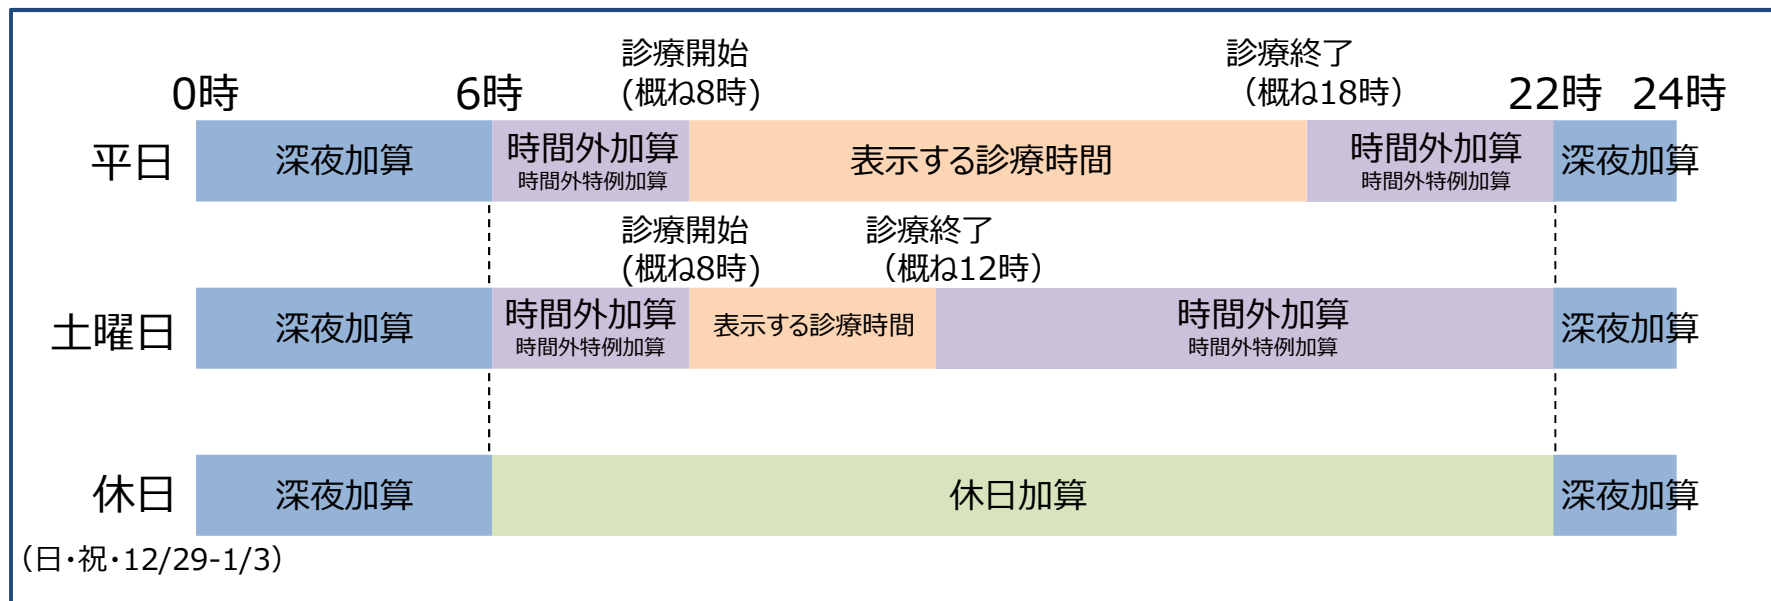 診療開始
(概ね8時)
診療終了
（概ね18時）
0時
6時
22時
24時
平日
深夜加算
時間外加算
時間外特例加算
表示する診療時間
時間外加算
時間外特例加算
深夜加算
診療開始
(概ね8時)
診療終了
（概ね12時）
土曜日
深夜加算
時間外加算
時間外特例加算
表示する診療時間
時間外加算
時間外特例加算
深夜加算
休日
深夜加算
休日加算
深夜加算
（日・祝・12/29-1/3）